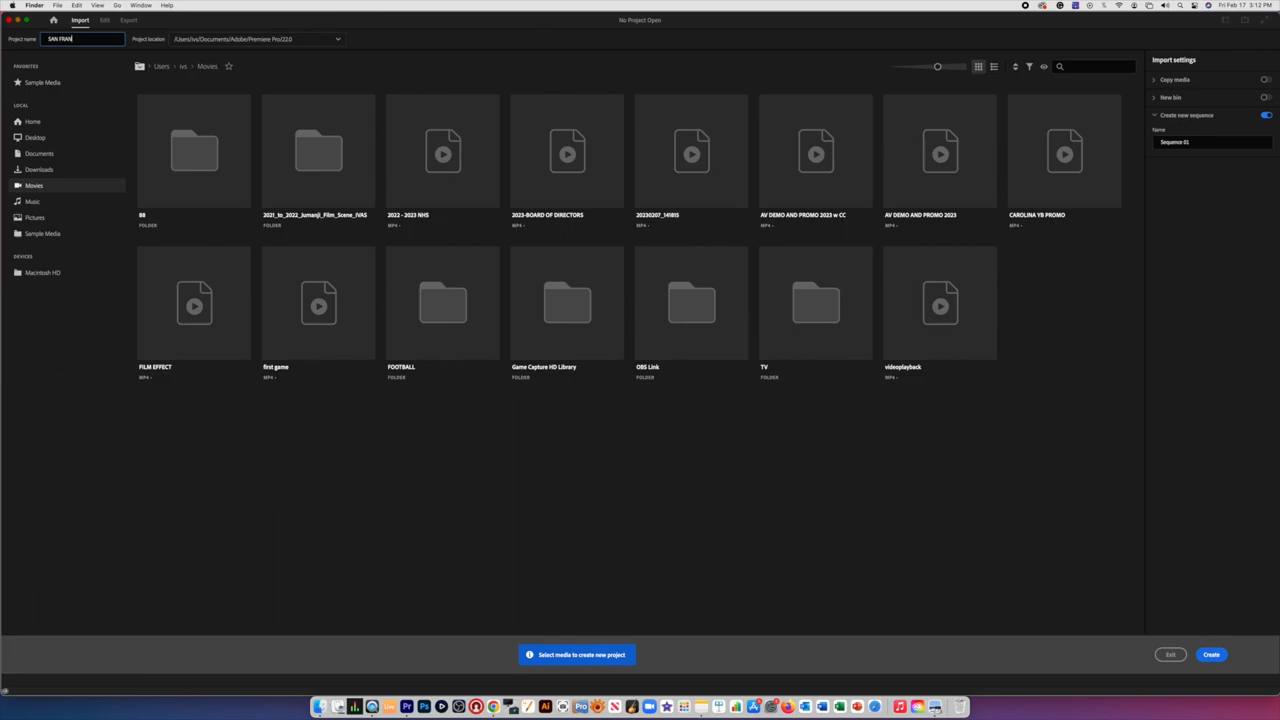 Finder File Edit View Go Window Help Fri Feb 17 3:12 PM
Import Edit Export No Project Open
Project name SAN FRAN Project location /Users/ivs/Documents/Adobe/Premiere Pro/22.0
FAVORITES
Sample Media
LOCAL
Home
Desktop
Documents
Downloads
Movies
Music
Pictures
Sample Media
DEVICES
Macintosh HD
Users > ivs > Movies
88
FOLDER
2021_to_2022_Jumanji_Film_Scene_IVAS
FOLDER
2022 - 2023 NHS
MP4 -
2023-BOARD OF DIRECTORS
MP4 -
20230207_141815
MP4 -
AV DEMO AND PROMO 2023 w CC
MP4 -
AV DEMO AND PROMO 2023
MP4 -
CAROLINA YB PROMO
MP4 -
FILM EFFECT
MP4 -
first game
MP4 -
FOOTBALL
FOLDER
Game Capture HD Library
FOLDER
OBS Link
FOLDER
TV
FOLDER
videoplayback
MP4 -
Import settings
Copy media
New bin
Create new sequence
Name
Sequence 01
Select media to create new project
Exit Create